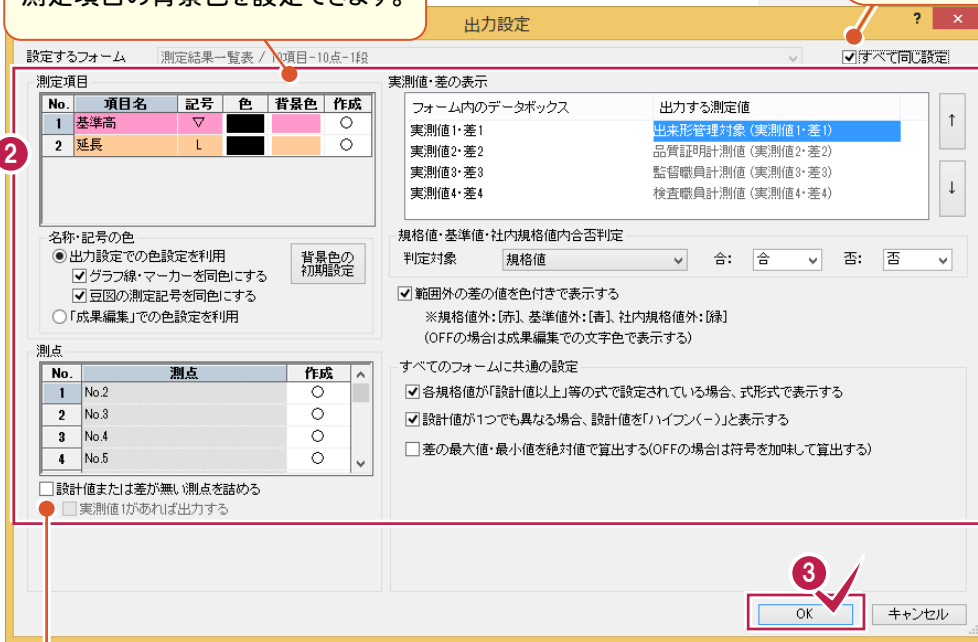 測定項目の背景色を設定できます。
出力設定
? ×
設定するフォーム 測定結果一覧表 / 10項目-10点-1段
☑すべて同じ設定
2
測定項目
No. 項目名 記号 色 背景色 作成
1 基準高 ▽ ○
2 延長 L ○
名称・記号の色
出力設定での色設定を利用
グラフ線・マーカーを同色にする
豆図の測定記号を同色にする
「成果編集」での色設定を利用
背景色の
初期設定
測点
No. 測点 作成
1 No.2 ○
2 No.3 ○
3 No.4 ○
4 No.5 ○
設計値または差が無い測点を詰める
実測値1があれば出力する
実測値・差の表示
フォーム内のデータボックス 出力する測定値
実測値1・差1 出来形管理対象 (実測値1・差1)
実測値2・差2 品質証明計測値 (実測値2・差2)
実測値3・差3 監督職員計測値 (実測値3・差3)
実測値4・差4 検査職員計測値 (実測値4・差4)
↑
↓
規格値・基準値・社内規格値内合否判定
判定対象 規格値 合: 合 否: 否
範囲外の差の値を色付きで表示する
※規格値外:[赤]、基準値外:[青]、社内規格値外:[緑]
(OFFの場合は成果編集での文字色で表示する)
すべてのフォームに共通の設定
各規格値が「設計値以上」等の式で設定されている場合、式形式で表示する
設計値が1つでも異なる場合、設計値を「ハイフン(-)」と表示する
差の最大値・最小値を絶対値で算出する(OFFの場合は符号を加味して算出する)
3
OK キャンセル